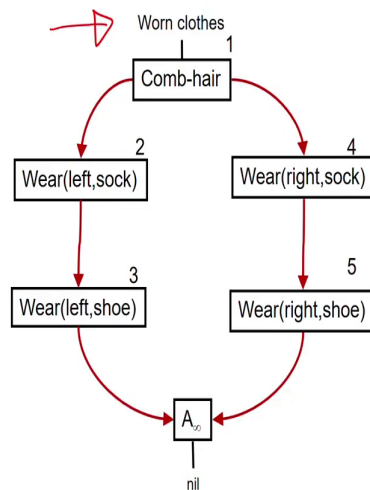 Worn clothes
1
Comb-hair
2
4
Wear(left,sock)
Wear(right,sock)
3
5
Wear(left,shoe)
Wear(right,shoe)
A∞
nil